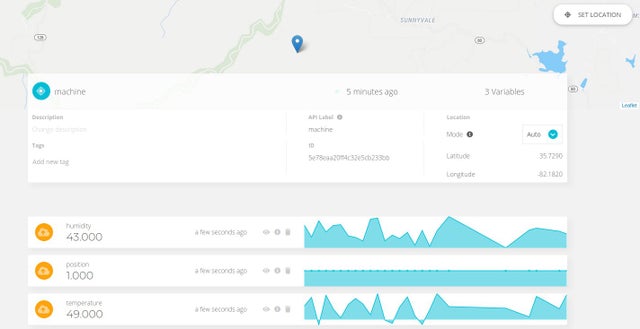 SUNNYVALE
SET LOCATION
Leaflet
machine
5 minutes ago
3 Variables
Description
Change description
Tags
Add new tag
API Label
machine
ID
Location
Mode
Auto
Latitude
35.7290
Longitude
-82.1820
humidity
43.000
a few seconds ago
position
1.000
a few seconds ago
temperature
49.000
a few seconds ago